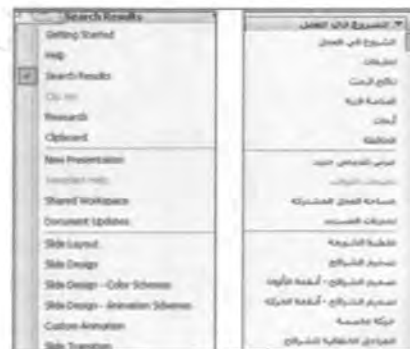 Search Results
Getting Started
Help
Search Results
Clip Art
Research
Clipboard
New Presentation
Template Help
Shared Workspace
Document Updates
Slide Layout
Slide Design
Slide Design - Color Schemes
Slide Design - Animation Schemes
Custom Animation
Slide Transition
الشروع في العمل
الشروع في العمل
تعليمات
نتائج البحث
أبحاث
الحافظة
عرض تقديمي جديد
مساحة العمل المشتركة
تحديثات المستند
تخطيط الشريحة
تصميم الشرائح
تصميم الشرائح - أنظمة الألوان
تصميم الشرائح - أنظمة الحركة
حركة مخصصة